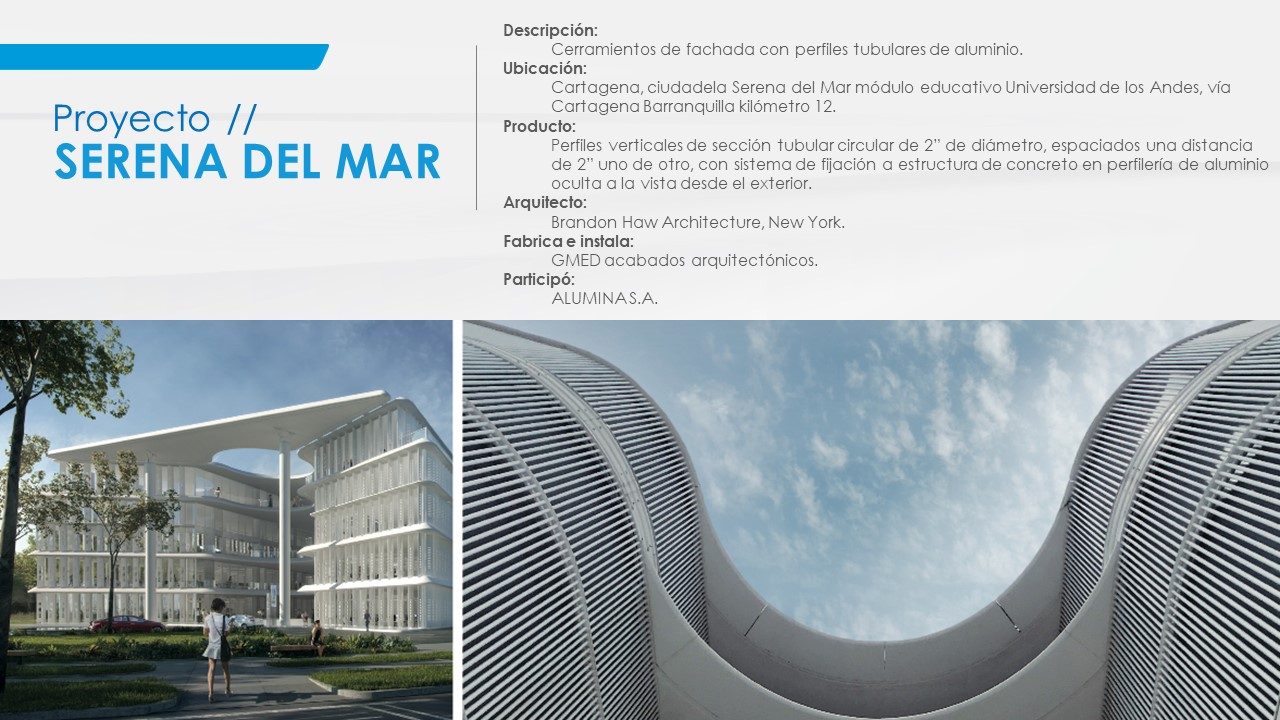 Proyecto //
SERENA DEL MAR
Descripción:
Cerramientos de fachada con perfiles tubulares de aluminio.
Ubicación:
Cartagena, ciudadela Serena del Mar módulo educativo Universidad de los Andes, vía
Cartagena Barranquilla kilómetro 12.
Producto:
Perfiles verticales de sección tubular circular de 2” de diámetro, espaciados una distancia
de 2” uno de otro, con sistema de fijación a estructura de concreto en perfilería de aluminio
oculta a la vista desde el exterior.
Arquitecto:
Brandon Haw Architecture, New York.
Fabrica e instala:
GMED acabados arquitectónicos.
Participó:
ALUMINA S.A.